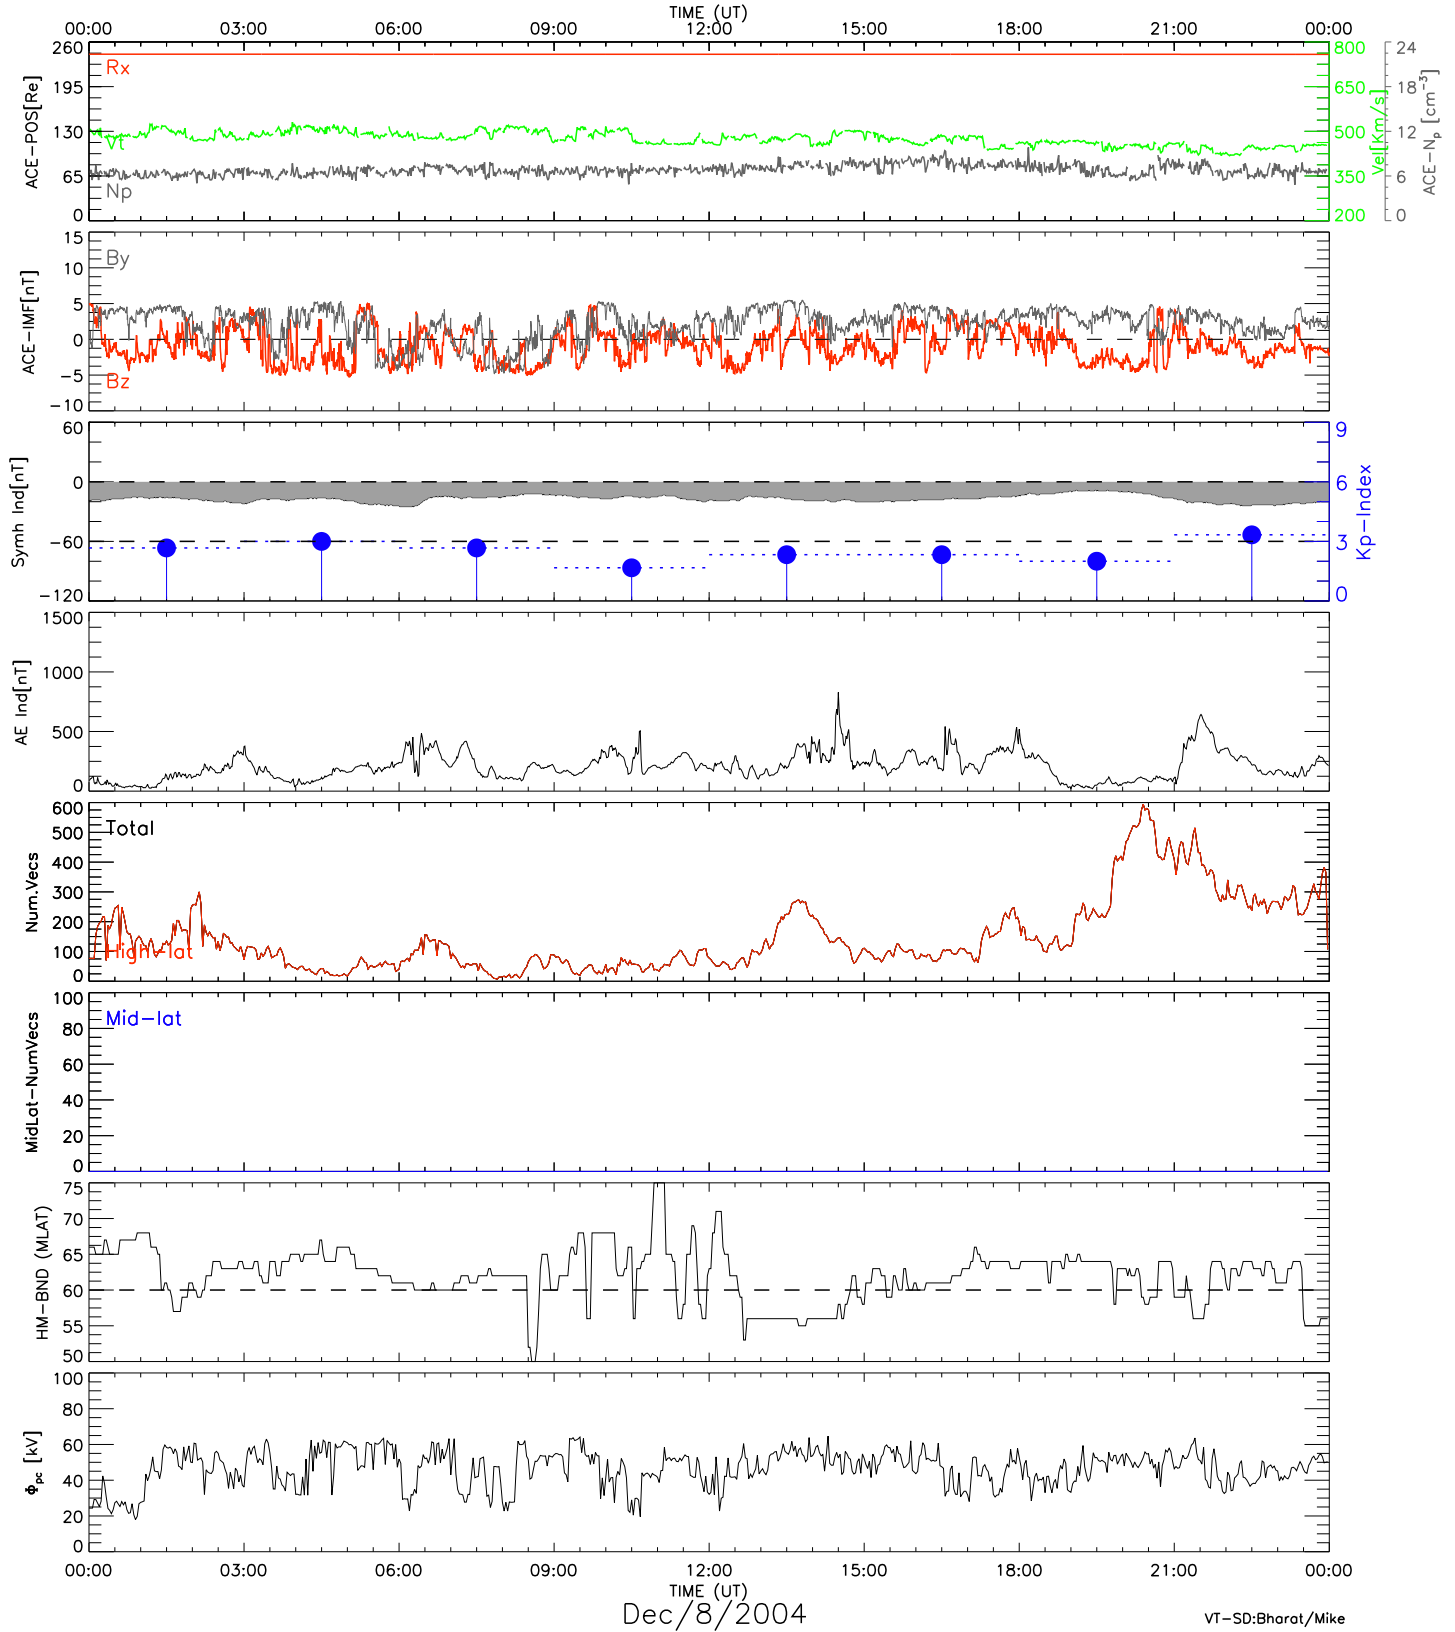 TIME (UT)
00:00 03:00 06:00 09:00 12:00 15:00 18:00 21:00 00:00
ACE-POS[Re]
260
195
130
65
0
Rx
Vt
Np
800
650
500
350
200
Vel[Km/s]
24
18
12
6
0
ACE-Np [cm-3]
ACE-IMF[nT]
15
10
5
0
-5
-10
By
Bz
Symh Ind[nT]
60
0
-60
-120
9
6
3
0
Kp-Index
AE Ind[nT]
1500
1000
500
0
Num.Vecs
600
500
400
300
200
100
0
Total
High-lat
MidLat-NumVecs
100
80
60
40
20
0
Mid-lat
HM-BND (MLAT)
75
70
65
60
55
50
Φpc [kV]
100
80
60
40
20
0
00:00 03:00 06:00 09:00 12:00 15:00 18:00 21:00 00:00
TIME (UT)
Dec/8/2004
VT-SD:Bharat/Mike